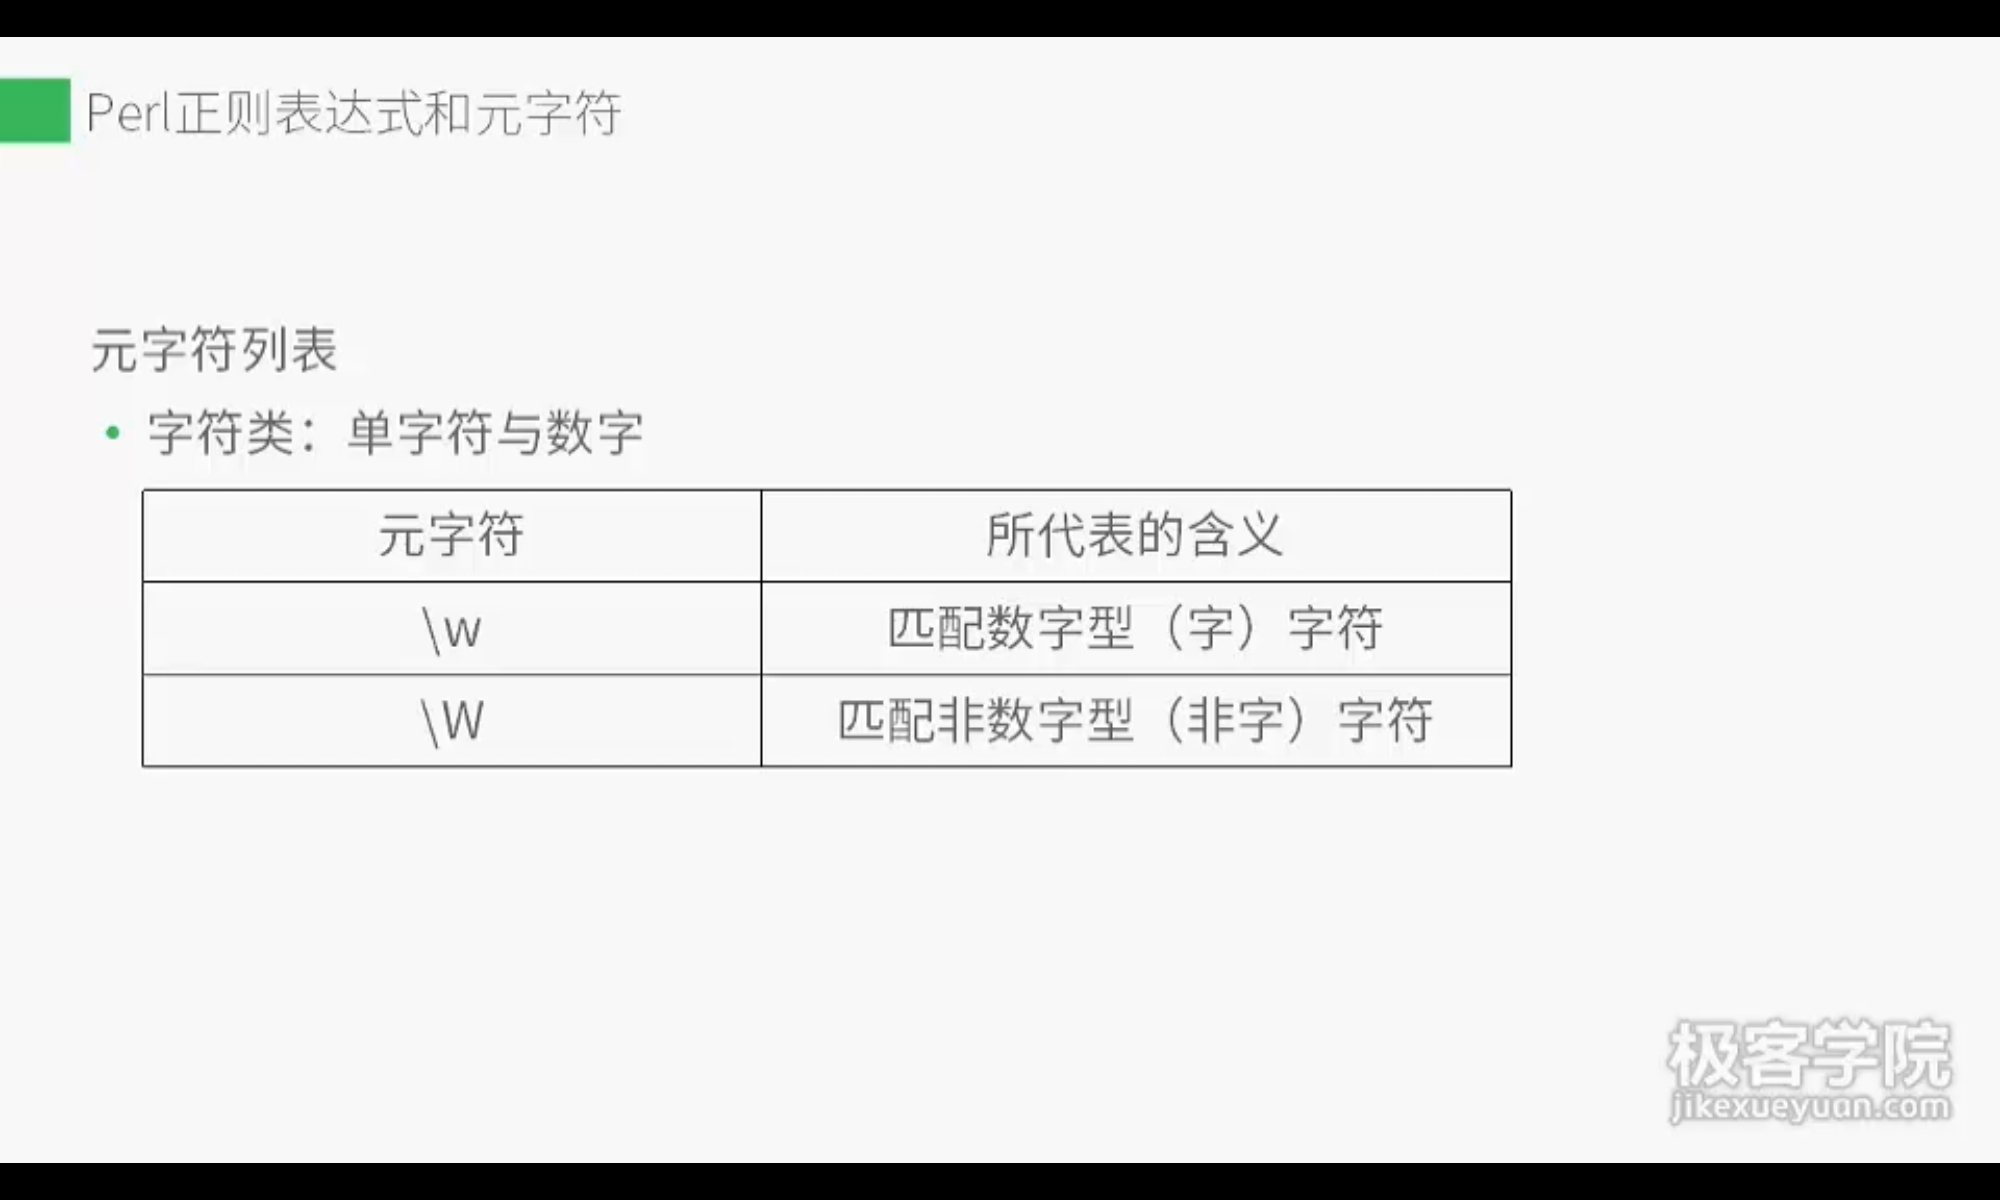 Perl正则表达式和元字符
元字符列表
• 字符类：单字符与数字
元字符 所代表的含义
\w 匹配数字型（字）字符
\W 匹配非数字型（非字）字符
极客学院
jikexueyuan.com